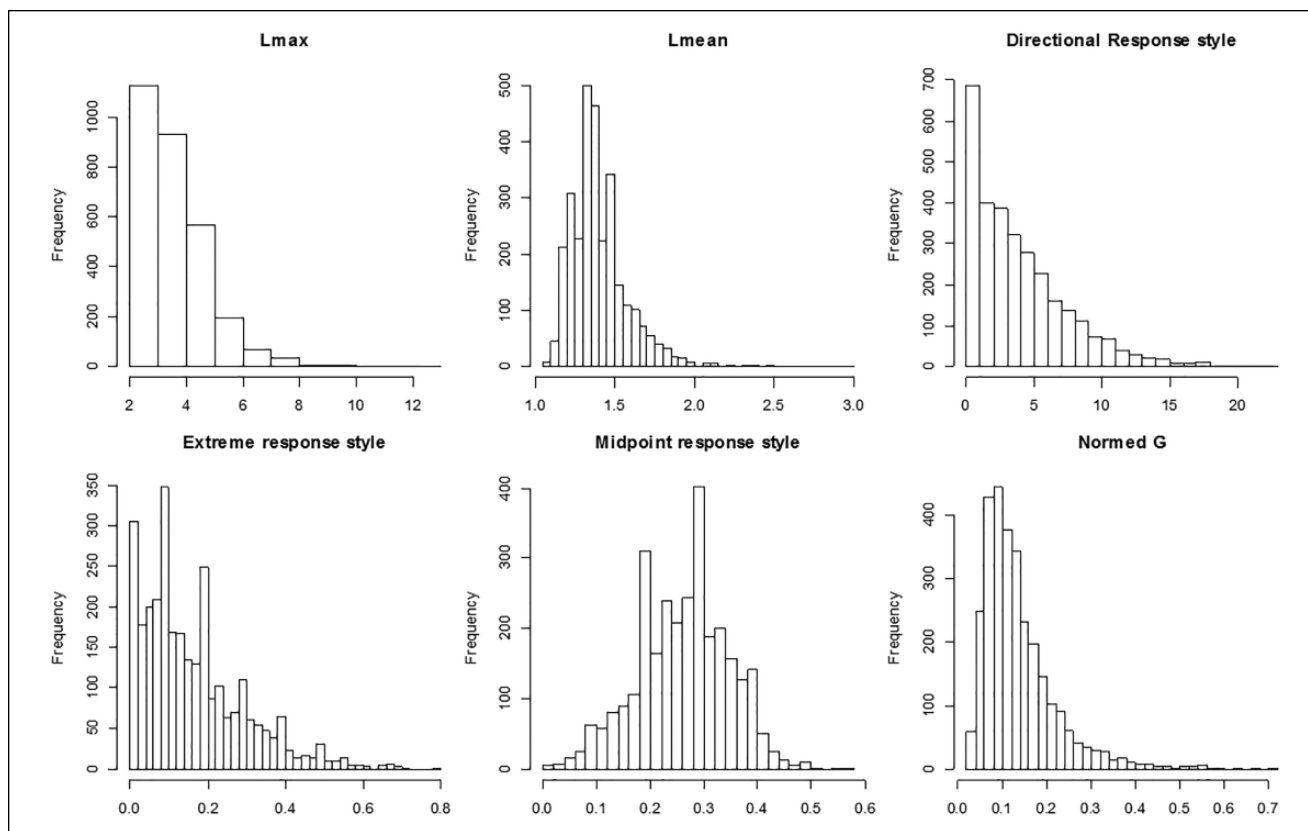 Lmax
Lmean
Directional Response style
Frequency
0 200 400 600 800 1000
2 4 6 8 10 12
Frequency
0 100 200 300 400 500
1.0 1.5 2.0 2.5 3.0
Frequency
0 100 200 300 400 500 600 700
0 5 10 15 20
Extreme response style
Midpoint response style
Normed G
Frequency
0 50 100 150 200 250 300 350
0.0 0.2 0.4 0.6 0.8
Frequency
0 100 200 300 400
0.0 0.1 0.2 0.3 0.4 0.5 0.6
Frequency
0 100 200 300 400
0.0 0.1 0.2 0.3 0.4 0.5 0.6 0.7